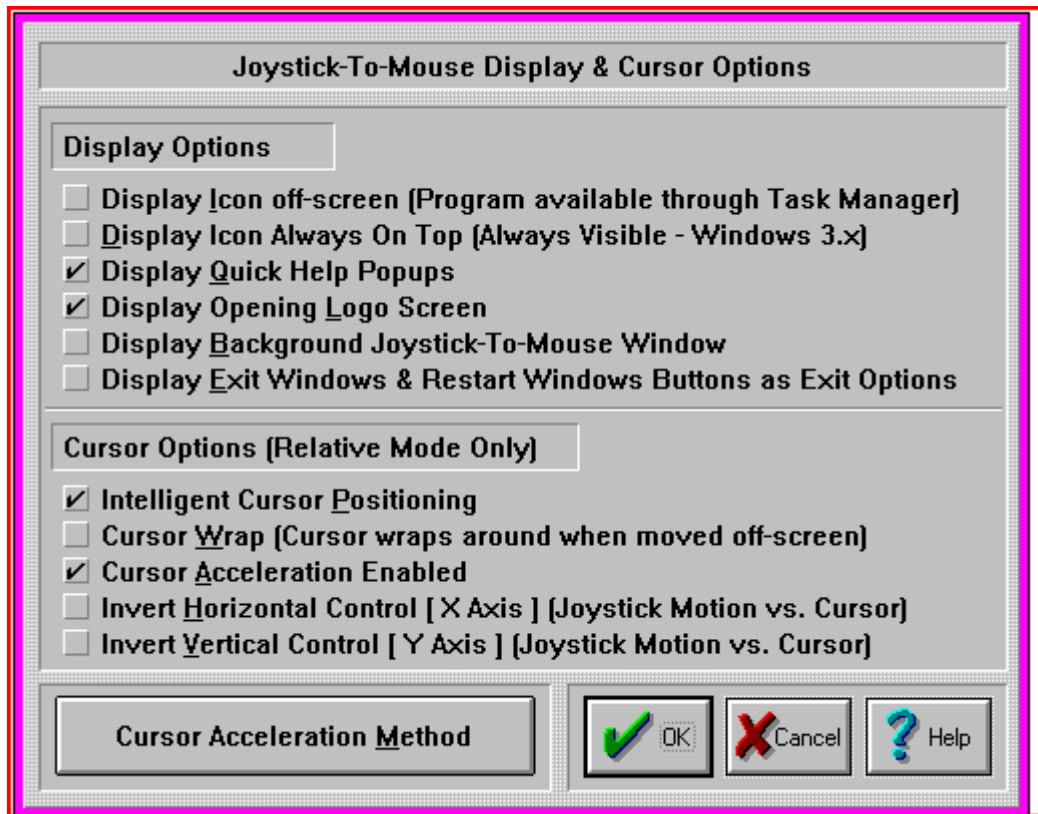 Joystick-To-Mouse Display & Cursor Options
Display Options
Display Icon off-screen (Program available through Task Manager)
Display Icon Always On Top (Always Visible - Windows 3.x)
Display Quick Help Popups
Display Opening Logo Screen
Display Background Joystick-To-Mouse Window
Display Exit Windows & Restart Windows Buttons as Exit Options
Cursor Options (Relative Mode Only)
Intelligent Cursor Positioning
Cursor Wrap (Cursor wraps around when moved off-screen)
Cursor Acceleration Enabled
Invert Horizontal Control [ X Axis ] (Joystick Motion vs. Cursor)
Invert Vertical Control [ Y Axis ] (Joystick Motion vs. Cursor)
Cursor Acceleration Method
OK
Cancel
Help